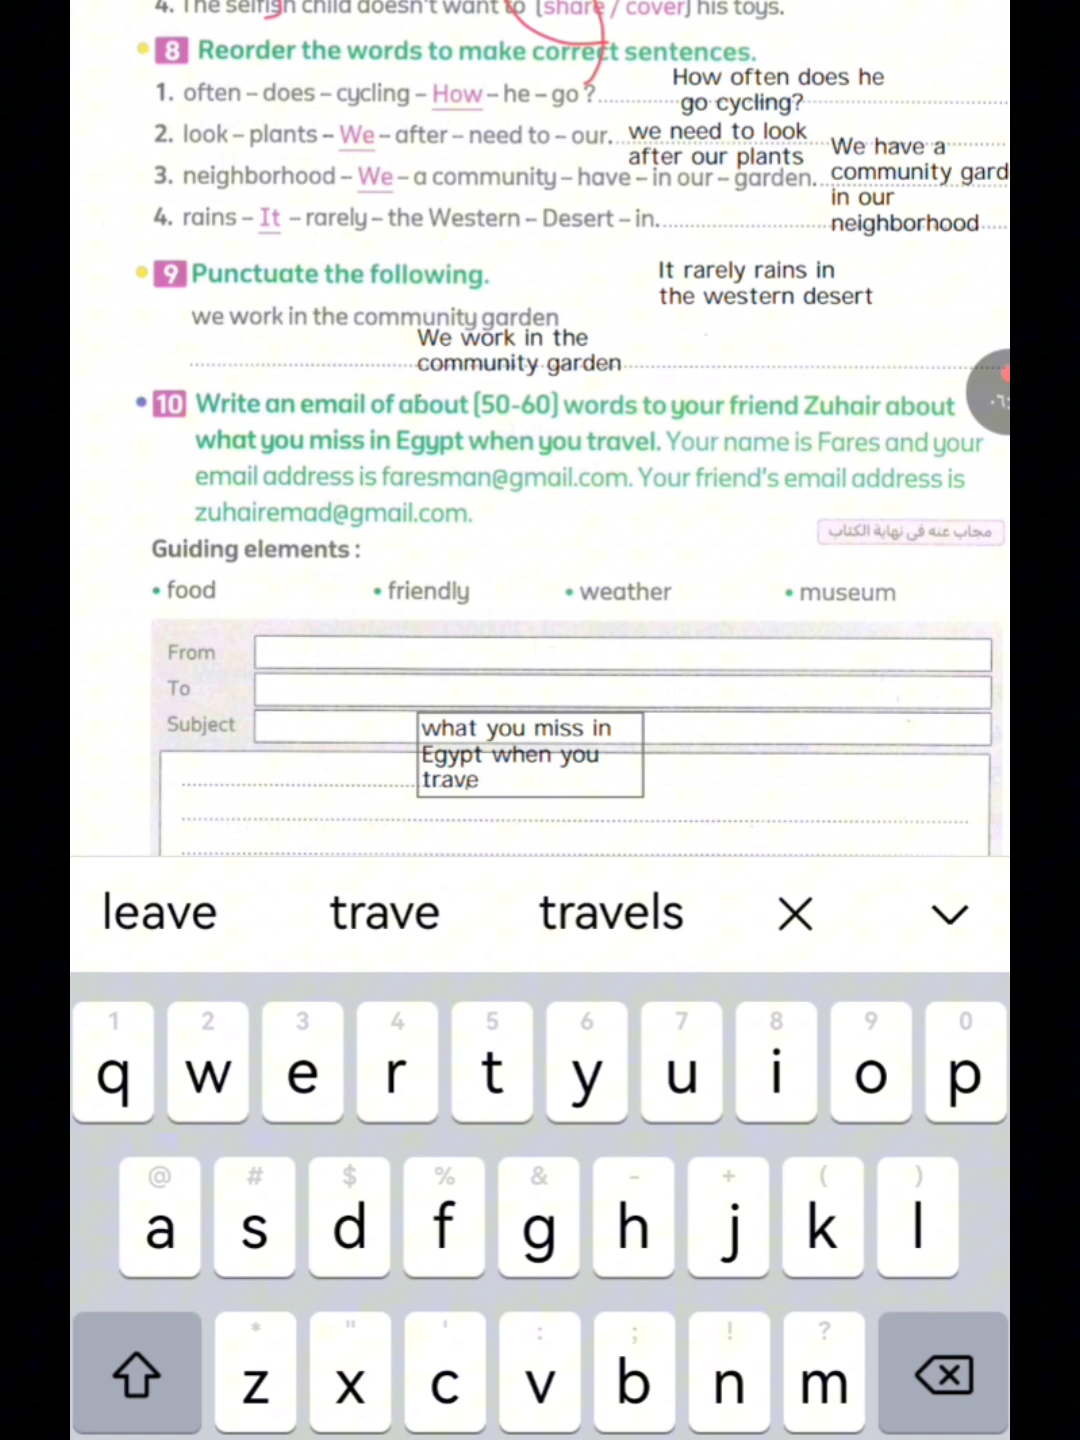 4. The selfish child doesn't want to (share / cover) his toys.
8 Reorder the words to make correct sentences.
1. often – does – cycling – How – he – go ?
How often does he
go cycling?
2. look – plants – We – after – need to – our.
we need to look
after our plants
3. neighborhood – We – a community – have – in our – garden.
We have a
community gard
in our
neighborhood
4. rains – It – rarely – the Western – Desert – in.
It rarely rains in
the western desert
9 Punctuate the following.
we work in the community garden
We work in the
community garden
10 Write an email of about (50-60) words to your friend Zuhair about
what you miss in Egypt when you travel. Your name is Fares and your
email address is faresman@gmail.com. Your friend's email address is
zuhairemad@gmail.com.
مجاب عنه فى نهاية الكتاب
Guiding elements :
• food • friendly • weather • museum
From
To
Subject
what you miss in
Egypt when you
trave
leave trave travels
1 2 3 4 5 6 7 8 9 0
q w e r t y u i o p
@ # $ % & - + ( )
a s d f g h j k l
* " ' : ; ! ?
z x c v b n m